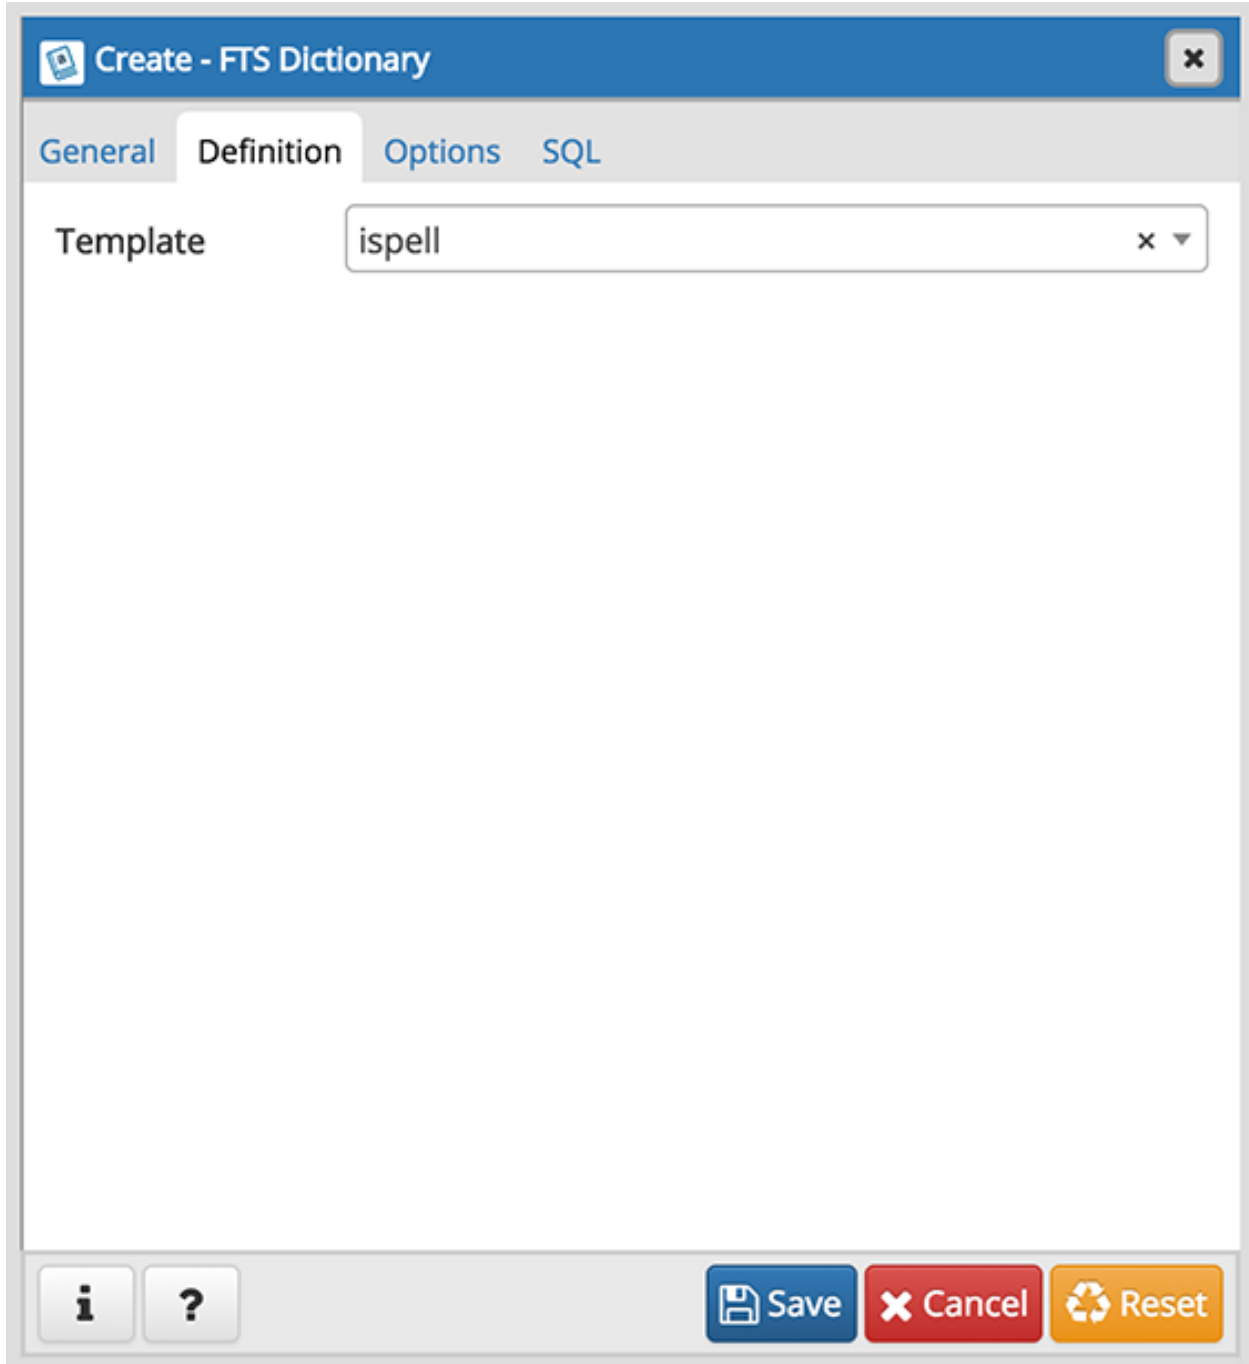 Create - FTS Dictionary
General Definition Options SQL
Template ispell
i ? Save Cancel Reset